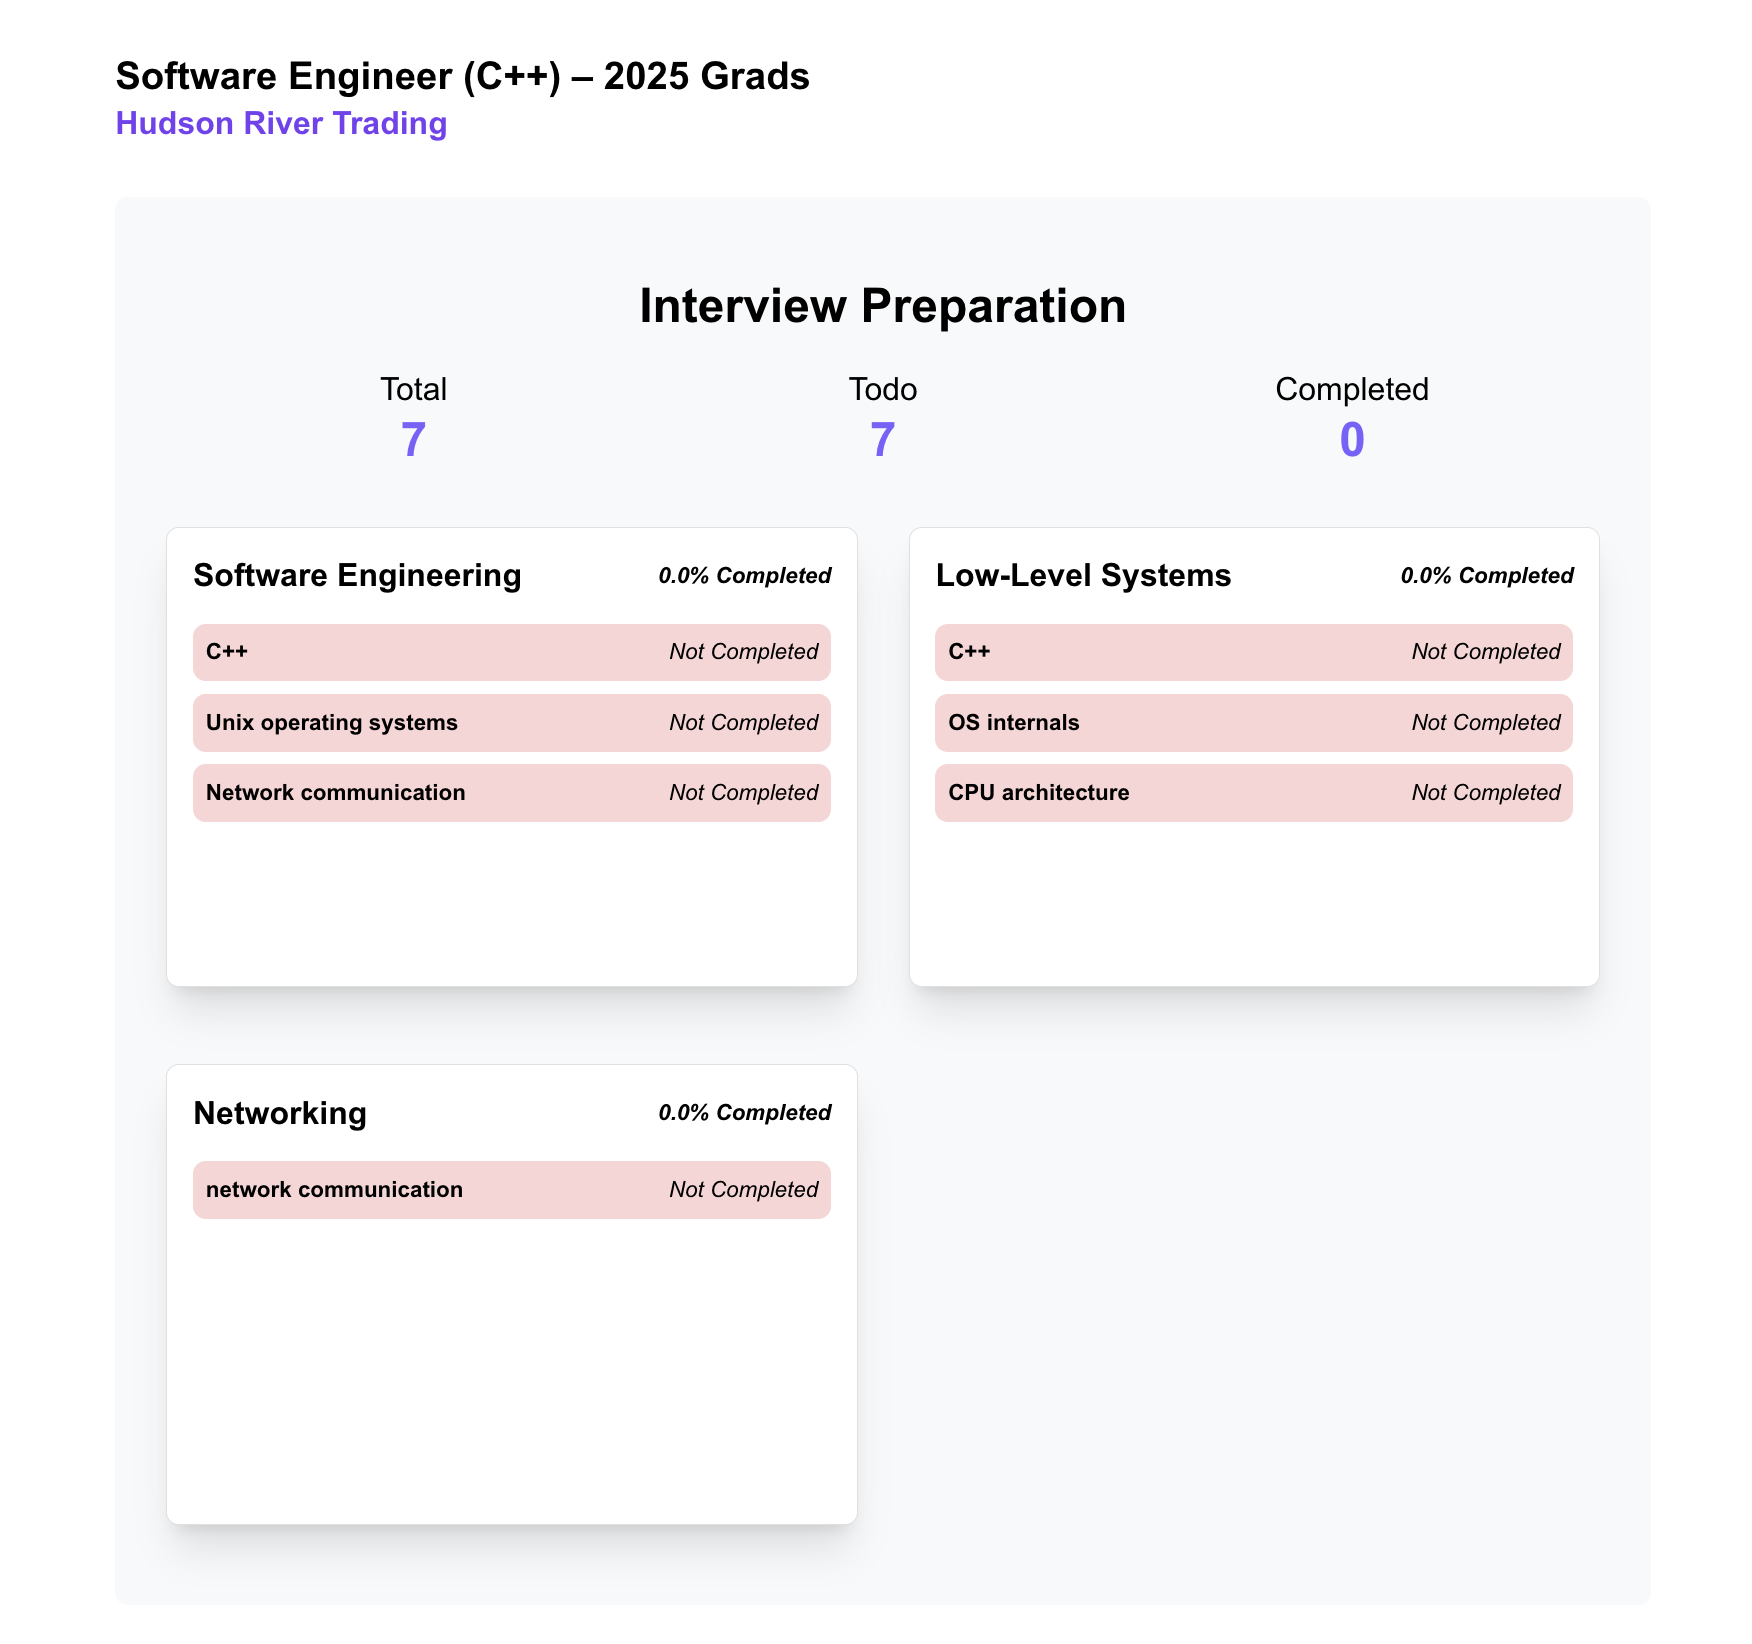 Software Engineer (C++) – 2025 Grads
Hudson River Trading
Interview Preparation
Total
7
Todo
7
Completed
0
Software Engineering
0.0% Completed
C++
Not Completed
Unix operating systems
Not Completed
Network communication
Not Completed
Low-Level Systems
0.0% Completed
C++
Not Completed
OS internals
Not Completed
CPU architecture
Not Completed
Networking
0.0% Completed
network communication
Not Completed